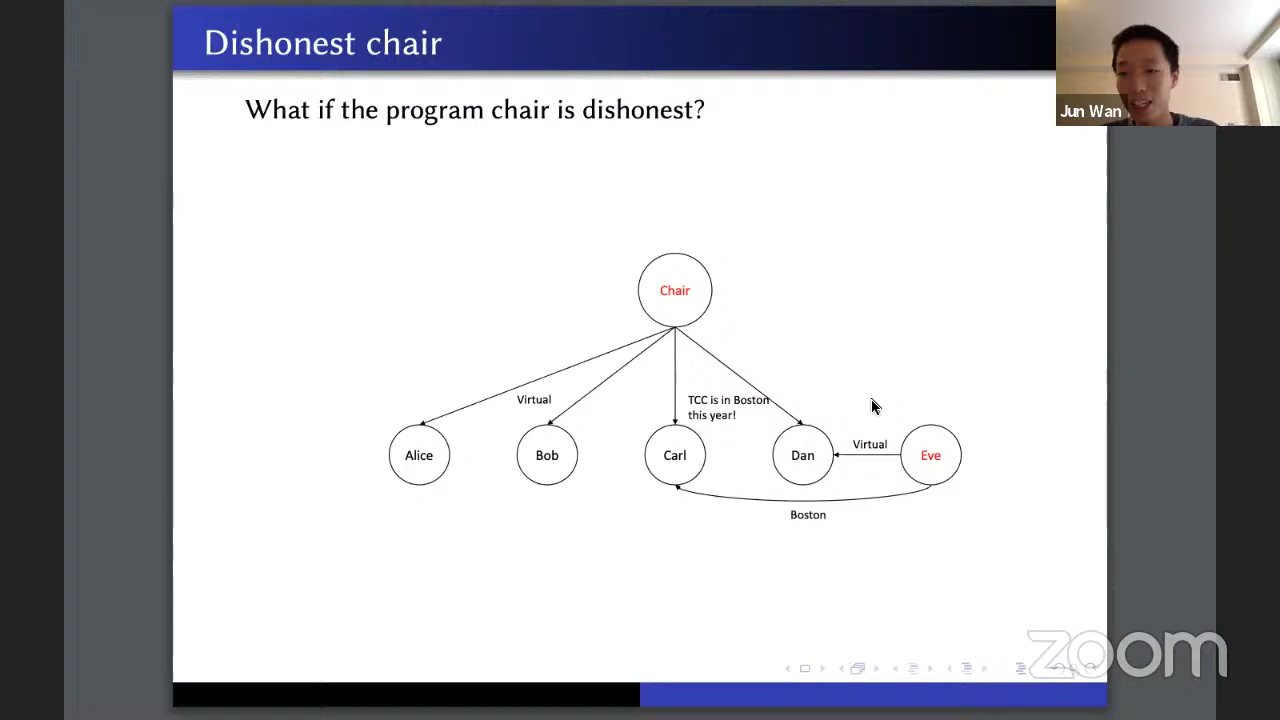 Dishonest chair
Jun Wan
What if the program chair is dishonest?
Chair
Virtual
TCC is in Boston
this year!
Alice
Bob
Carl
Dan
Virtual
Eve
Boston
zoom